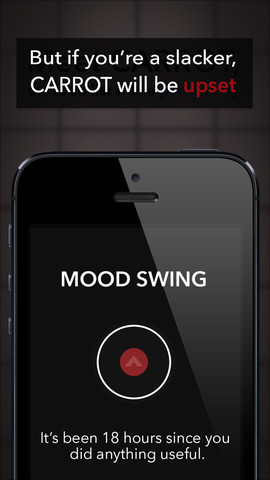 But if you’re a slacker,
CARROT will be upset
MOOD SWING
It’s been 18 hours since you
did anything useful.